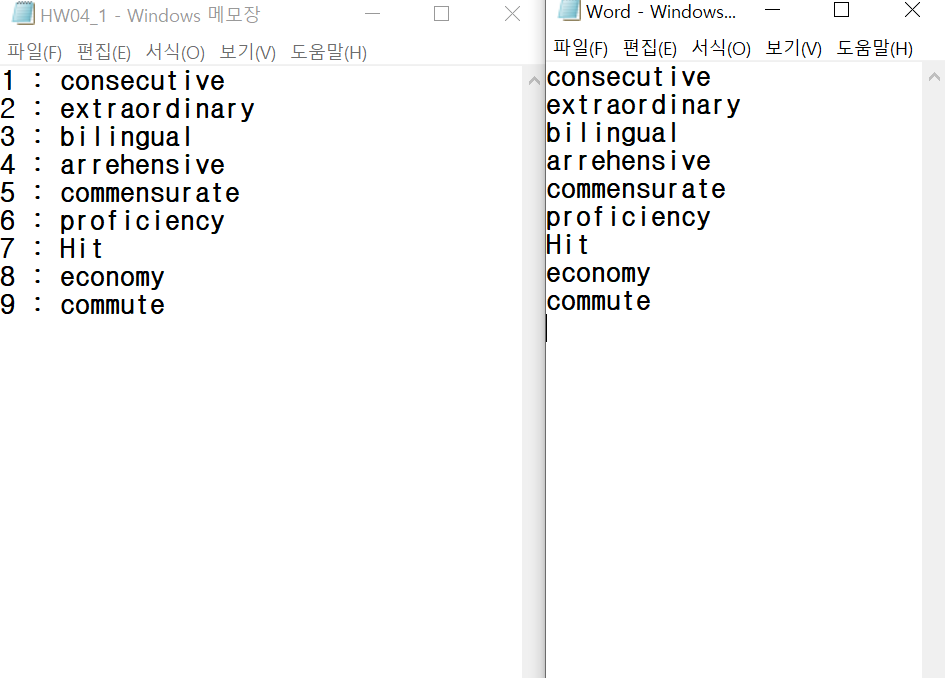 HW04_1 - Windows 메모장
파일(F) 편집(E) 서식(O) 보기(V) 도움말(H)
1 : consecutive
2 : extraordinary
3 : bilingual
4 : arrehensive
5 : commensurate
6 : proficiency
7 : Hit
8 : economy
9 : commute
Word - Windows...
파일(F) 편집(E) 서식(O) 보기(V) 도움말(H)
consecutive
extraordinary
bilingual
arrehensive
commensurate
proficiency
Hit
economy
commute